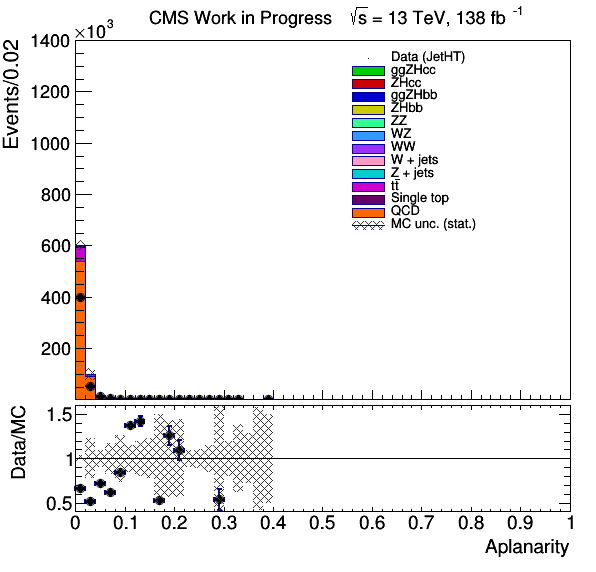 CMS Work in Progress √s = 13 TeV, 138 fb⁻¹
×10³
Events/0.02
1400
1200
1000
800
600
400
200
Data (JetHT)
ggZHcc
ZHcc
ggZHbb
ZHbb
ZZ
WZ
WW
W + jets
Z + jets
tt̄
Single top
QCD
MC unc. (stat.)
Data/MC
1.5
1
0.5
0 0.1 0.2 0.3 0.4 0.5 0.6 0.7 0.8 0.9 1
Aplanarity